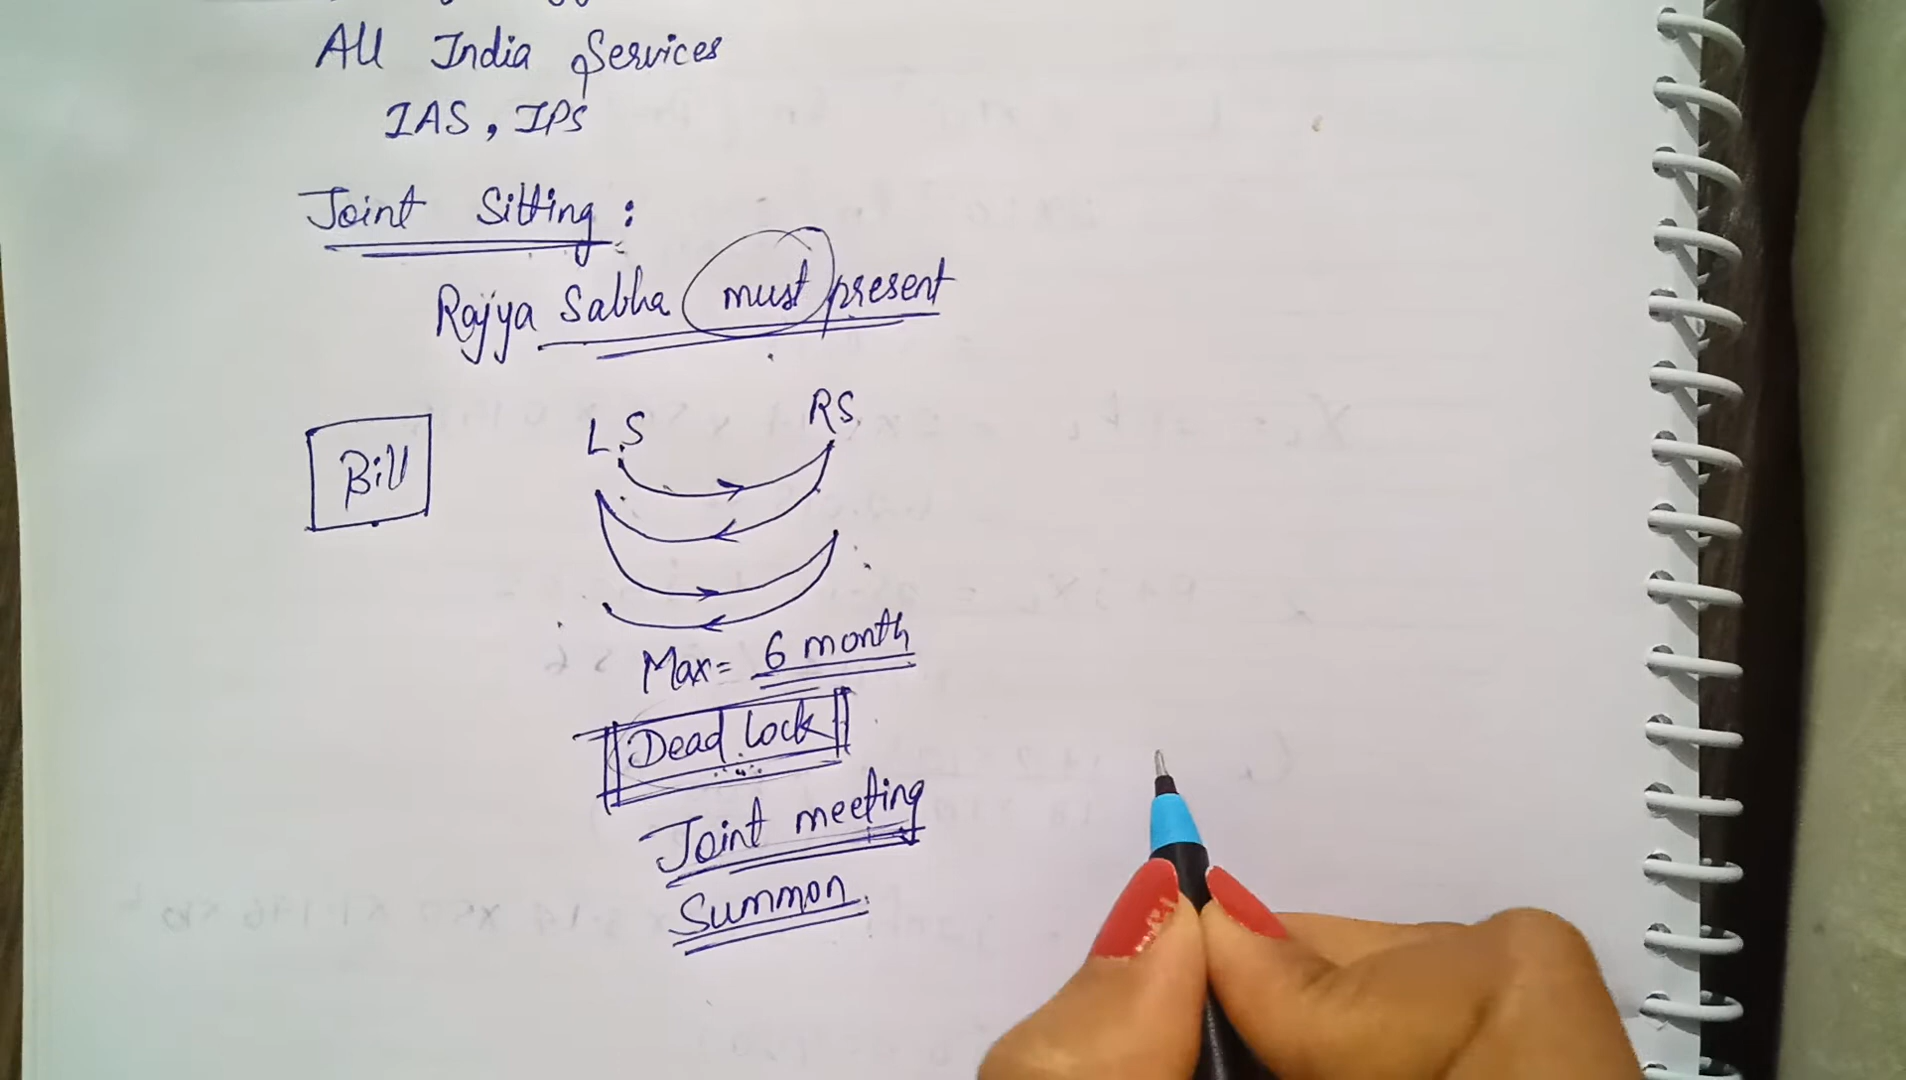 All India Services
IAS, IPS
Joint Sitting:
Rajya Sabha must present
Bill
LS
RS
Max= 6 month
Dead lock
Joint meeting
Summon.